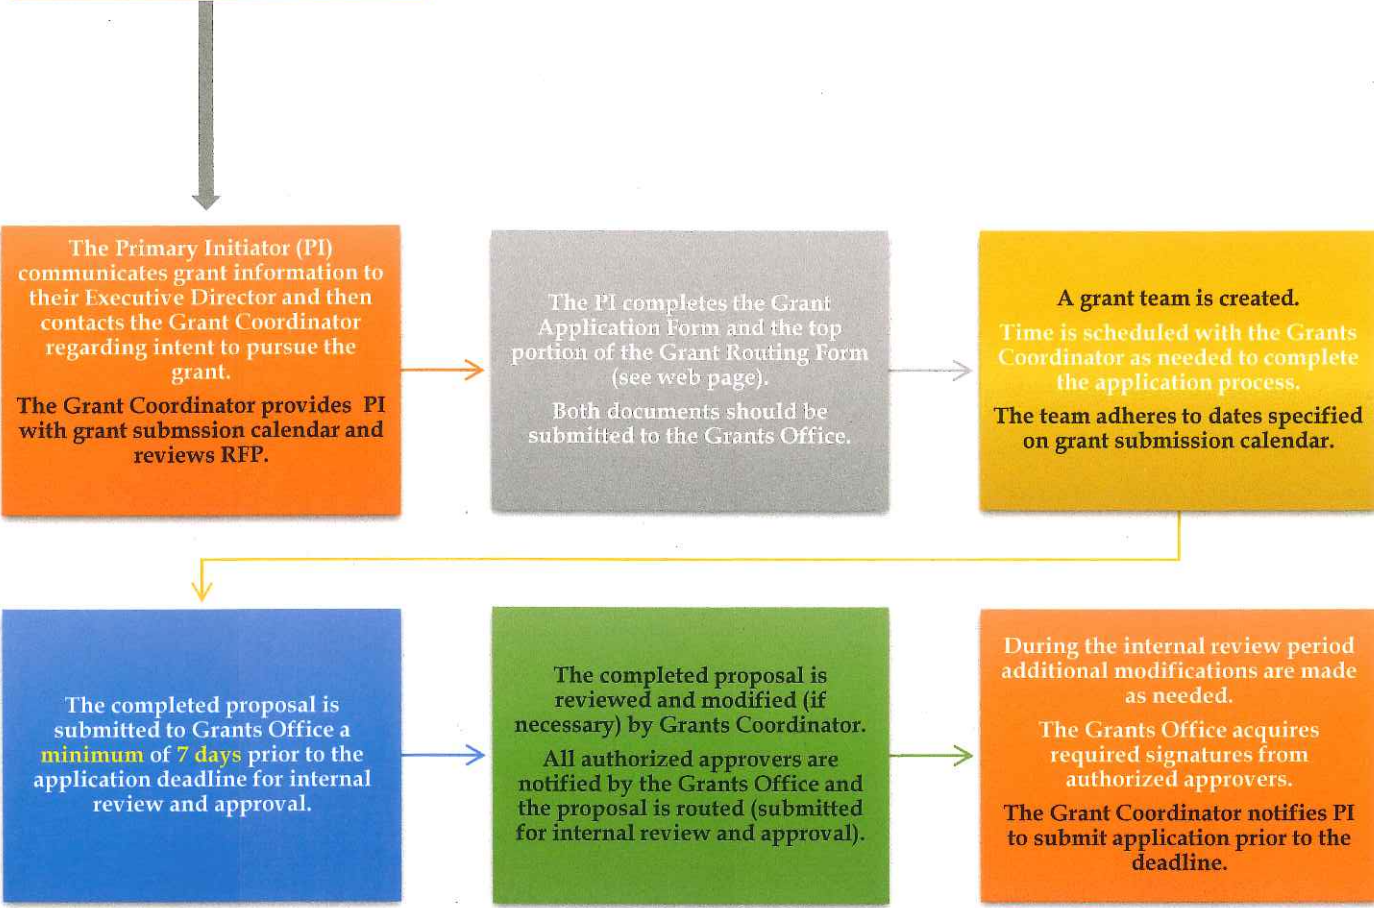 The Primary Initiator (PI)
communicates grant information to
their Executive Director and then
contacts the Grant Coordinator
regarding intent to pursue the
grant.
The Grant Coordinator provides PI
with grant submssion calendar and
reviews RFP.
The PI completes the Grant
Application Form and the top
portion of the Grant Routing Form
(see web page).
Both documents should be
submitted to the Grants Office.
A grant team is created.
Time is scheduled with the Grants
Coordinator as needed to complete
the application process.
The team adheres to dates specified
on grant submission calendar.
The completed proposal is
submitted to Grants Office a
minimum of 7 days prior to the
application deadline for internal
review and approval.
The completed proposal is
reviewed and modified (if
necessary) by Grants Coordinator.
All authorized approvers are
notified by the Grants Office and
the proposal is routed (submitted
for internal review and approval).
During the internal review period
additional modifications are made
as needed.
The Grants Office acquires
required signatures from
authorized approvers.
The Grant Coordinator notifies PI
to submit application prior to the
deadline.